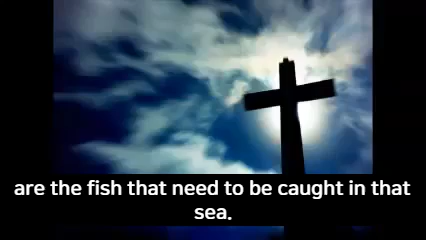 are the fish that need to be caught in that
sea.